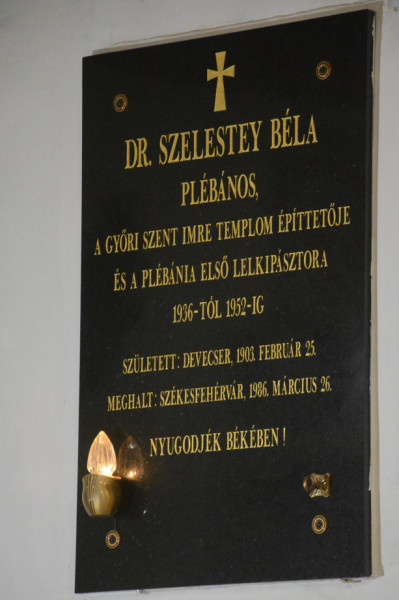 DR. SZELESTEY BÉLA
PLÉBÁNOS,
A GYŐRI SZENT IMRE TEMPLOM ÉPÍTTETŐJE
ÉS A PLÉBÁNIA ELSŐ LELKIPÁSZTORA
1936-TÓL 1952-IG
SZÜLETETT: DEVECSER, 1903. FEBRUÁR 25.
MEGHALT: SZÉKESFEHÉRVÁR, 1986. MÁRCIUS 26.
NYUGODJÉK BÉKÉBEN!